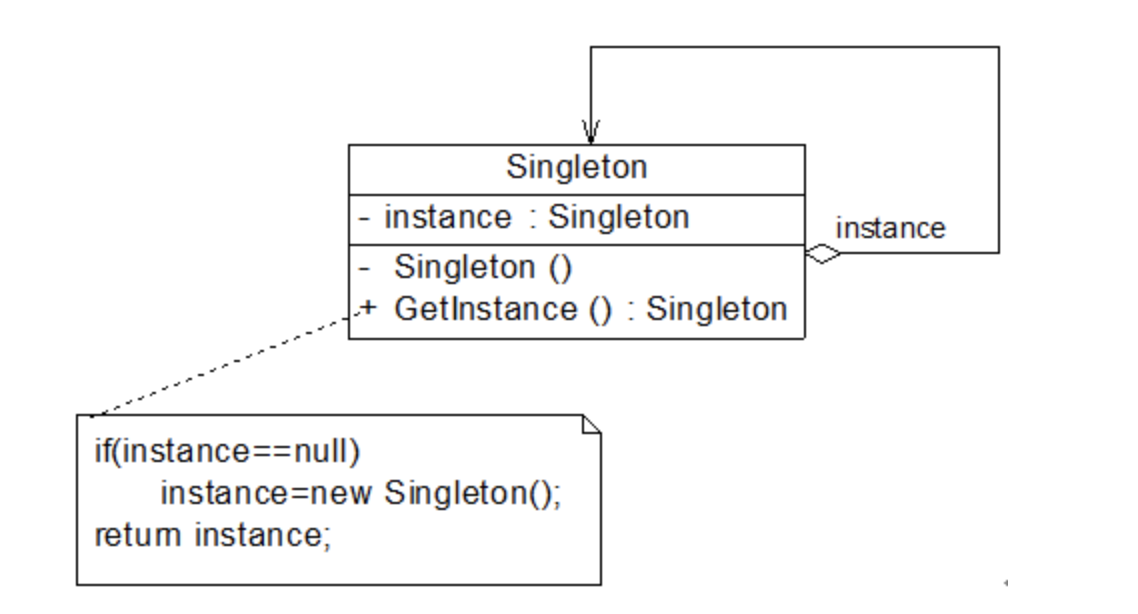 Singleton
- instance : Singleton
instance
- Singleton ()
+ GetInstance () : Singleton
if(instance==null)
instance=new Singleton();
return instance;